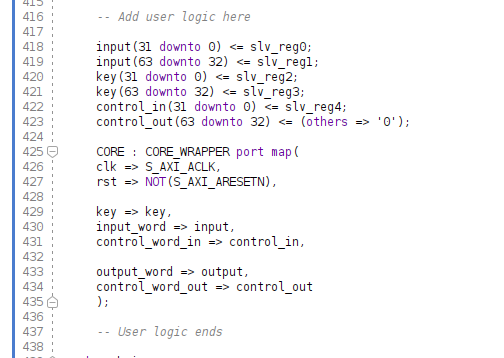 415
416 -- Add user logic here
417
418 input(31 downto 0) <= slv_reg0;
419 input(63 downto 32) <= slv_reg1;
420 key(31 downto 0) <= slv_reg2;
421 key(63 downto 32) <= slv_reg3;
422 control_in(31 downto 0) <= slv_reg4;
423 control_out(63 downto 32) <= (others => '0');
424
425 CORE : CORE_WRAPPER port map(
426 clk => S_AXI_ACLK,
427 rst => NOT(S_AXI_ARESETN),
428
429 key => key,
430 input_word => input,
431 control_word_in => control_in,
432
433 output_word => output,
434 control_word_out => control_out
435 );
436
437 -- User logic ends
438